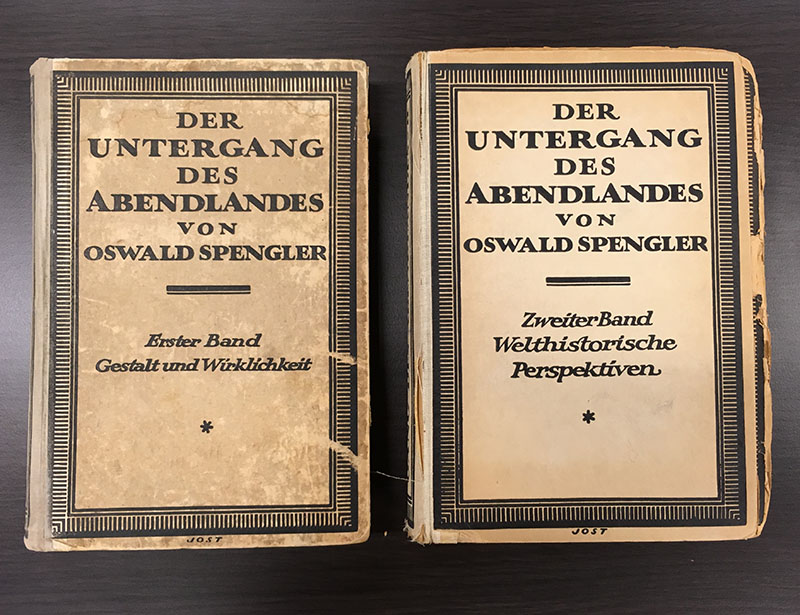 DER
UNTERGANG
DES
ABENDLANDES
VON
OSWALD SPENGLER
Erster Band
Gestalt und Wirklichkeit
*
JOST
DER
UNTERGANG
DES
ABENDLANDES
VON
OSWALD SPENGLER
Zweiter Band
Welthistorische
Perspektiven
*
JOST